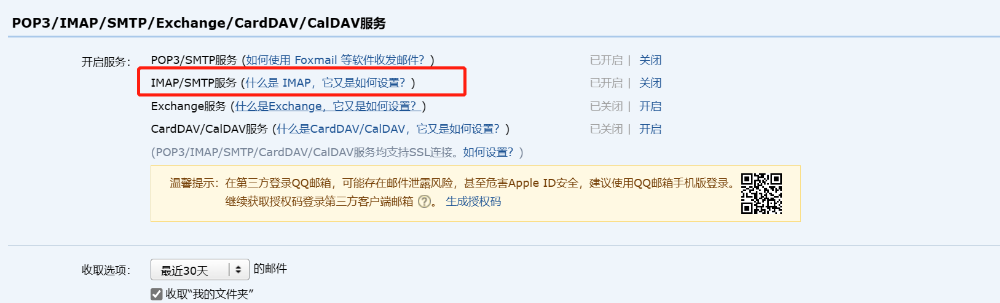 POP3/IMAP/SMTP/Exchange/CardDAV/CalDAV服务
开启服务： POP3/SMTP服务 (如何使用 Foxmail 等软件收发邮件？) 已开启 | 关闭
IMAP/SMTP服务 (什么是 IMAP，它又是如何设置？) 已开启 | 关闭
Exchange服务 (什么是Exchange，它又是如何设置？) 已关闭 | 开启
CardDAV/CalDAV服务 (什么是CardDAV/CalDAV，它又是如何设置？) 已关闭 | 开启
(POP3/IMAP/SMTP/CardDAV/CalDAV服务均支持SSL连接。如何设置？)
温馨提示：在第三方登录QQ邮箱，可能存在邮件泄露风险，甚至危害Apple ID安全，建议使用QQ邮箱手机版登录。
继续获取授权码登录第三方客户端邮箱 ?。 生成授权码
收取选项： 最近30天 的邮件
收取“我的文件夹”